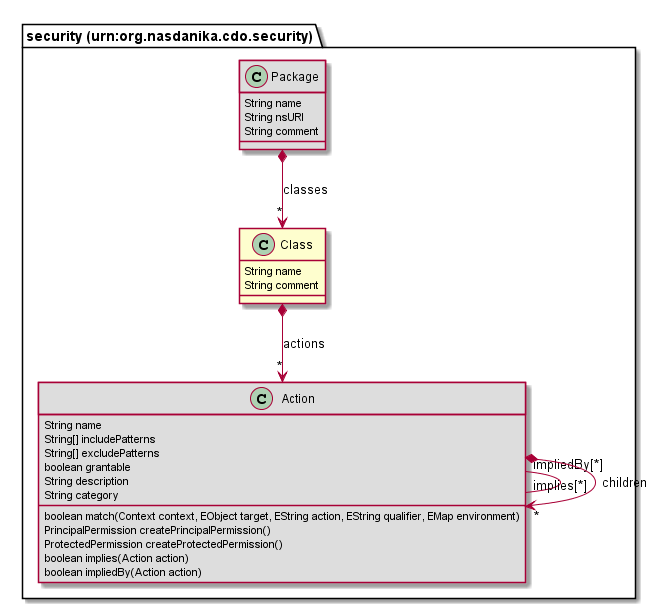 security (urn:org.nasdanika.cdo.security)
C Package
String name
String nsURI
String comment
classes
*
C Class
String name
String comment
actions
*
C Action
String name
String[] includePatterns
String[] excludePatterns
boolean grantable
String description
String category
impliedBy[*]
implies[*]
children
*
boolean match(Context context, EObject target, EString action, EString qualifier, EMap environment)
PrincipalPermission createPrincipalPermission()
ProtectedPermission createProtectedPermission()
boolean implies(Action action)
boolean impliedBy(Action action)